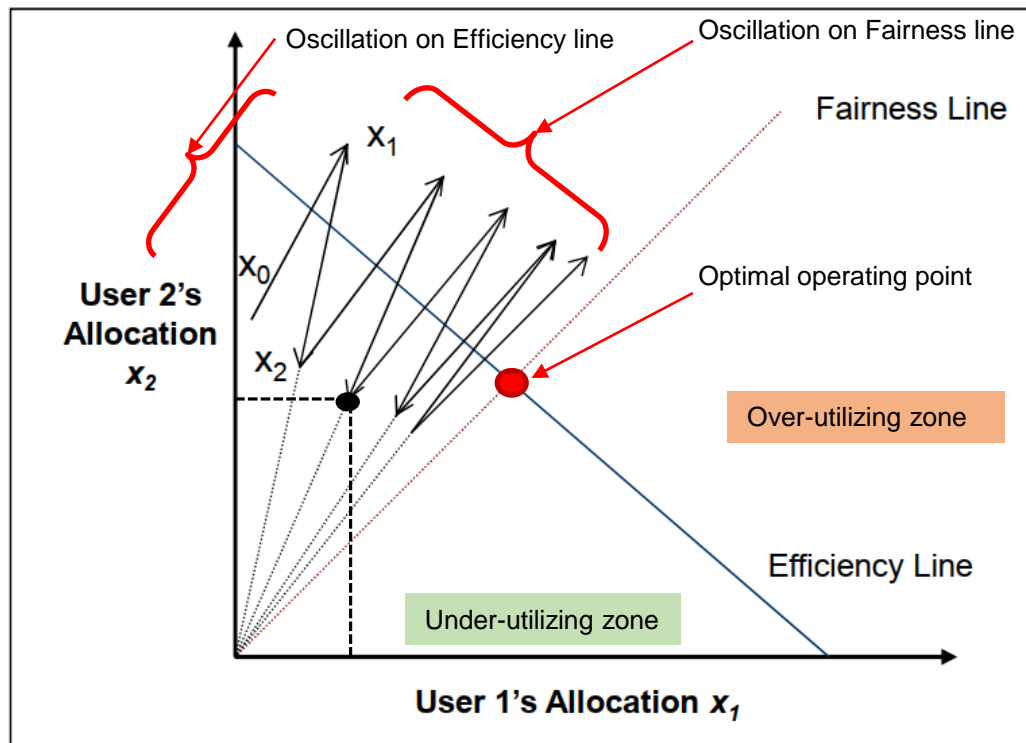 Oscillation on Efficiency line
Oscillation on Fairness line
Fairness Line
x1
x0
Optimal operating point
User 2's
Allocation
x2
x2
Over-utilizing zone
Efficiency Line
Under-utilizing zone
User 1's Allocation x1